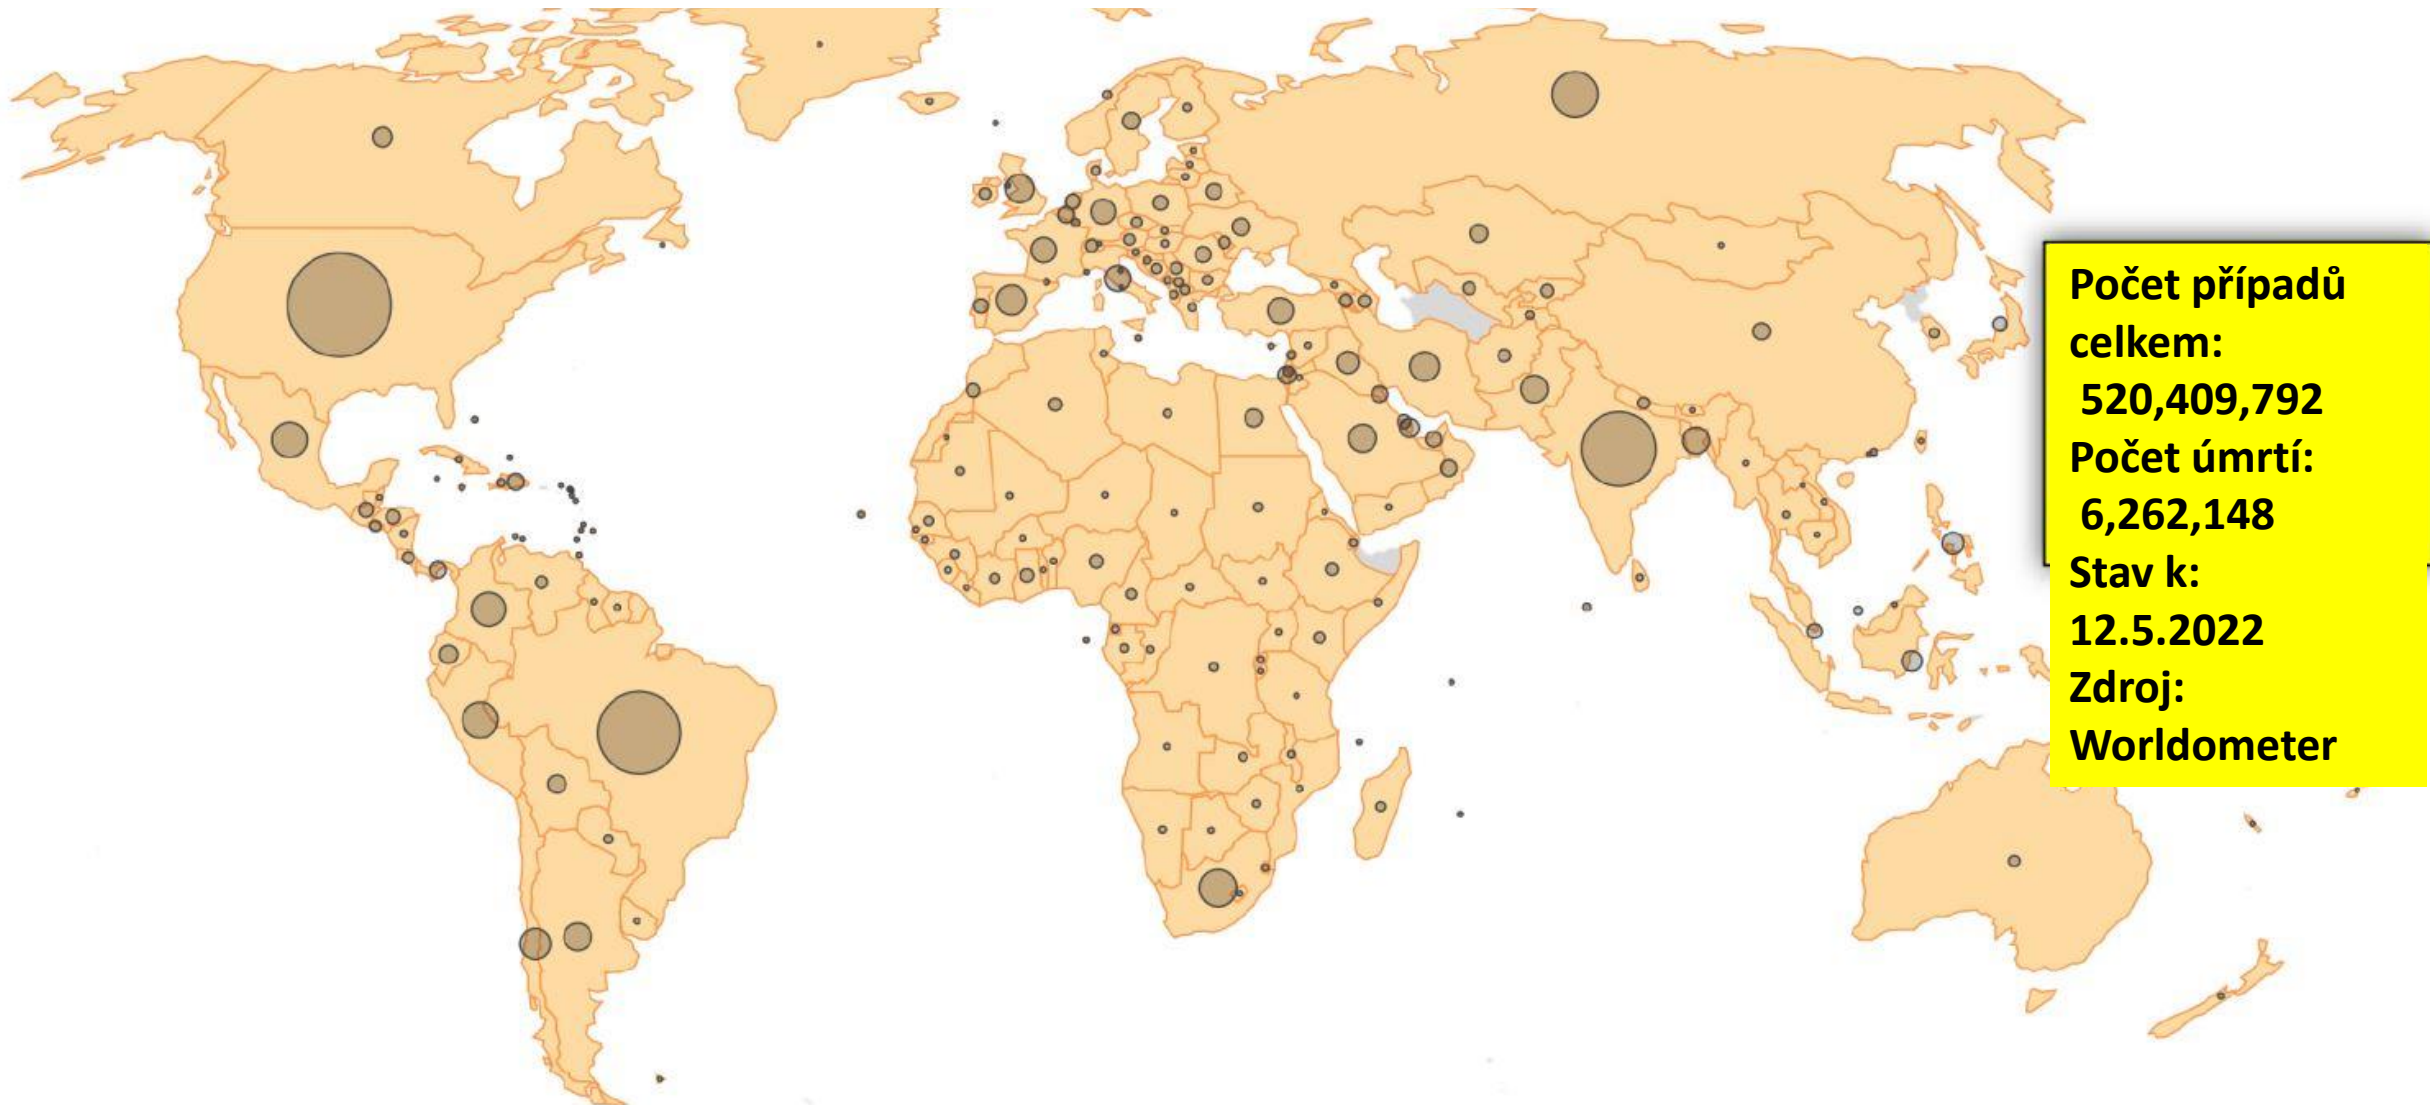 Počet případů
celkem:
520,409,792
Počet úmrtí:
6,262,148
Stav k:
12.5.2022
Zdroj:
Worldometer